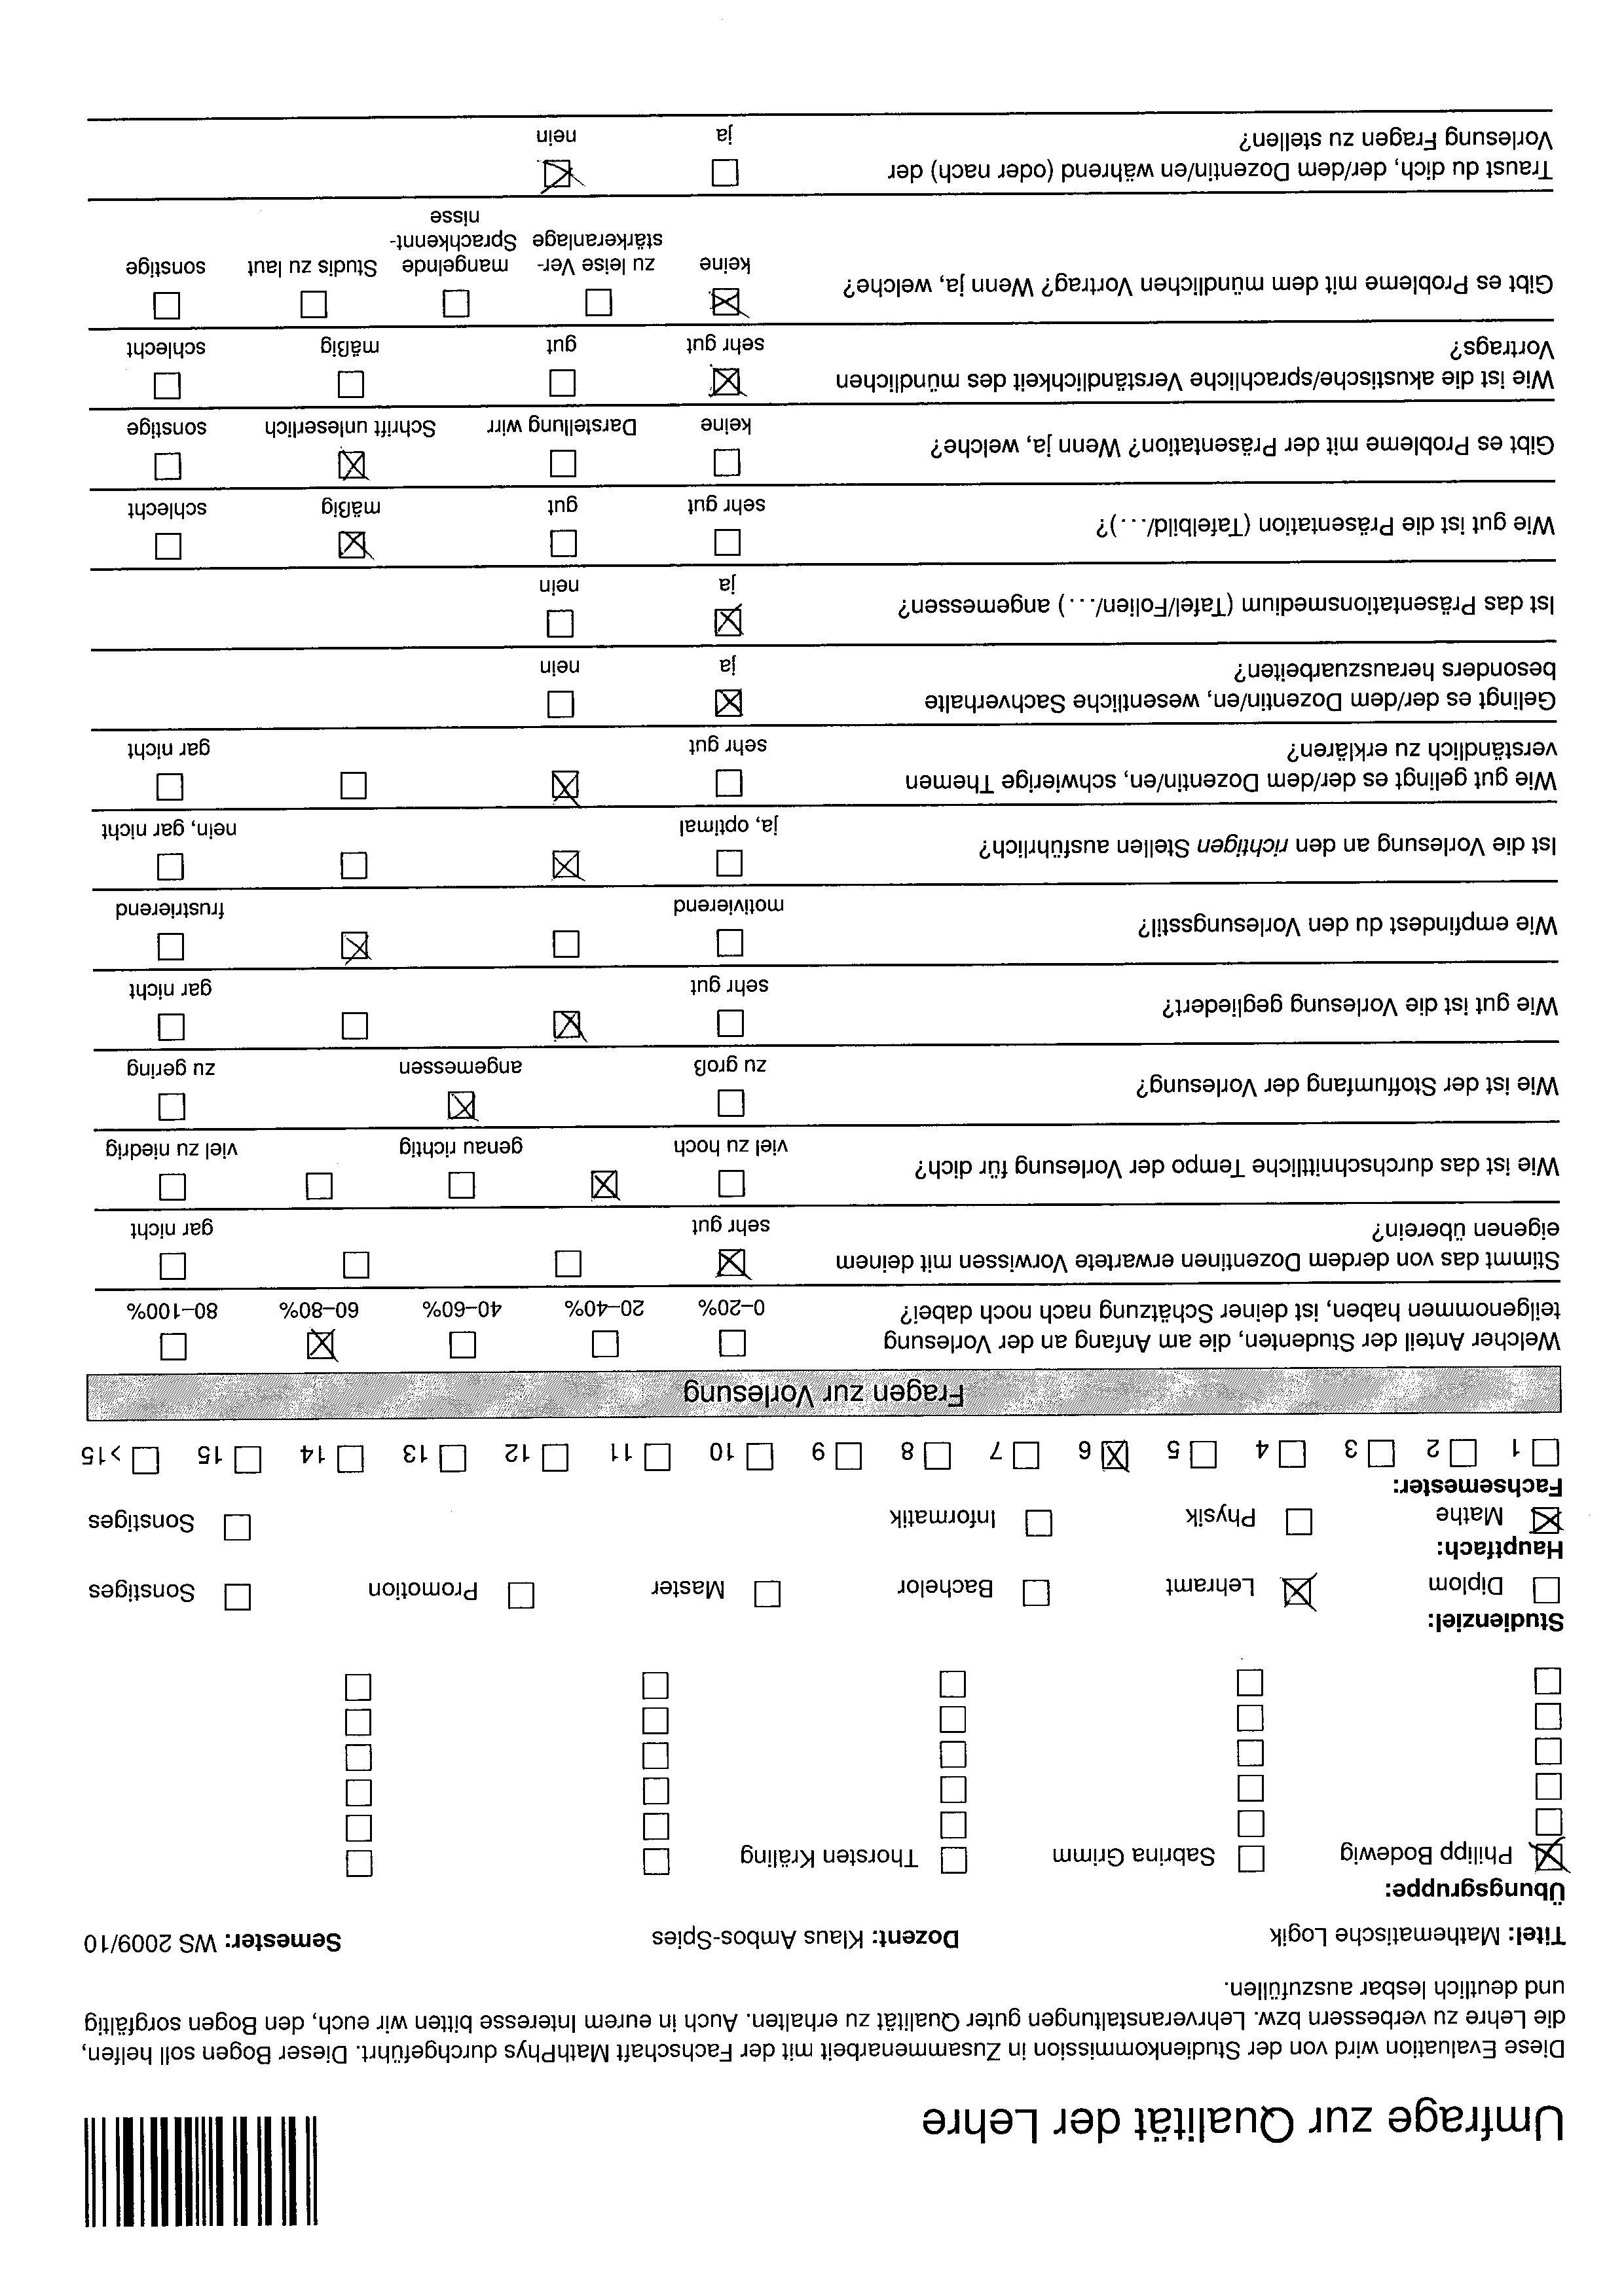 Umfrage zur Qualität der Lehre
Diese Evaluation wird von der Studienkommission in Zusammenarbeit mit der Fachschaft MathPhys durchgeführt. Dieser Bogen soll helfen,
die Lehre zu verbessern bzw. Lehrveranstaltungen guter Qualität zu erhalten. Auch in eurem Interesse bitten wir euch, den Bogen sorgfältig
und deutlich lesbar auszufüllen.
Titel: Mathematische Logik Dozent: Klaus Ambos-Spies Semester: WS 2009/10
Übungsgruppe:
Philipp Bodewig Sabrina Grimm Thorsten Kräling
Studienziel:
Diplom Lehramt Bachelor Master Promotion Sonstiges
Hauptfach:
Mathe Physik Informatik Sonstiges
Fachsemester:
1 2 3 4 5 6 7 8 9 10 11 12 13 14 15 >15
Fragen zur Vorlesung
Welcher Anteil der Studenten, die am Anfang an der Vorlesung
teilgenommen haben, ist deiner Schätzung nach noch dabei?
0–20% 20–40% 40–60% 60–80% 80–100%
Stimmt das von derdem Dozentinen erwartete Vorwissen mit deinem
eigenen überein?
sehr gut gar nicht
Wie ist das durchschnittliche Tempo der Vorlesung für dich?
viel zu hoch genau richtig viel zu niedrig
Wie ist der Stoffumfang der Vorlesung?
zu groß angemessen zu gering
Wie gut ist die Vorlesung gegliedert?
sehr gut gar nicht
Wie empfindest du den Vorlesungsstil?
motivierend frustrierend
Ist die Vorlesung an den richtigen Stellen ausführlich?
ja, optimal nein, gar nicht
Wie gut gelingt es der/dem Dozentin/en, schwierige Themen
verständlich zu erklären?
sehr gut gar nicht
Gelingt es der/dem Dozentin/en, wesentliche Sachverhalte
besonders herauszuarbeiten?
ja nein
Ist das Präsentationsmedium (Tafel/Folien/...) angemessen?
ja nein
Wie gut ist die Präsentation (Tafelbild/...)?
sehr gut gut mäßig schlecht
Gibt es Probleme mit der Präsentation? Wenn ja, welche?
keine Darstellung wirr Schrift unleserlich sonstige
Wie ist die akustische/sprachliche Verständlichkeit des mündlichen
Vortrags?
sehr gut gut mäßig schlecht
Gibt es Probleme mit dem mündlichen Vortrag? Wenn ja, welche?
keine zu leise Ver- mangelnde Studis zu laut sonstige
stärkeranlage Sprachkennt-
nisse
Traust du dich, der/dem Dozentin/en während (oder nach) der
Vorlesung Fragen zu stellen?
ja nein